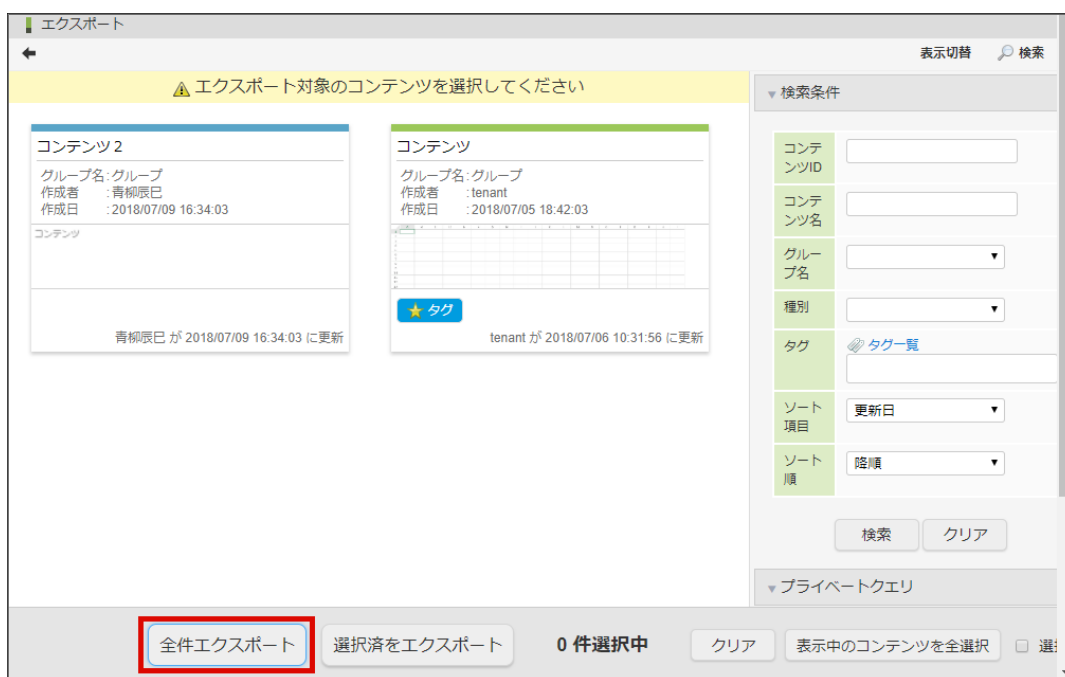 エクスポート
表示切替 検索
エクスポート対象のコンテンツを選択してください
コンテンツ 2
グループ名:グループ
作成者 :青柳辰巳
作成日 :2018/07/09 16:34:03
コンテンツ
青柳辰巳 が 2018/07/09 16:34:03 に更新
コンテンツ
グループ名:グループ
作成者 :tenant
作成日 :2018/07/05 18:42:03
タグ
tenant が 2018/07/06 10:31:56 に更新
検索条件
コンテ
ンツID
コンテ
ンツ名
グルー
プ名
種別
タグ タグ一覧
ソート
項目
更新日
ソート
順
降順
検索 クリア
プライベートクエリ
全件エクスポート 選択済をエクスポート 0 件選択中 クリア 表示中のコンテンツを全選択